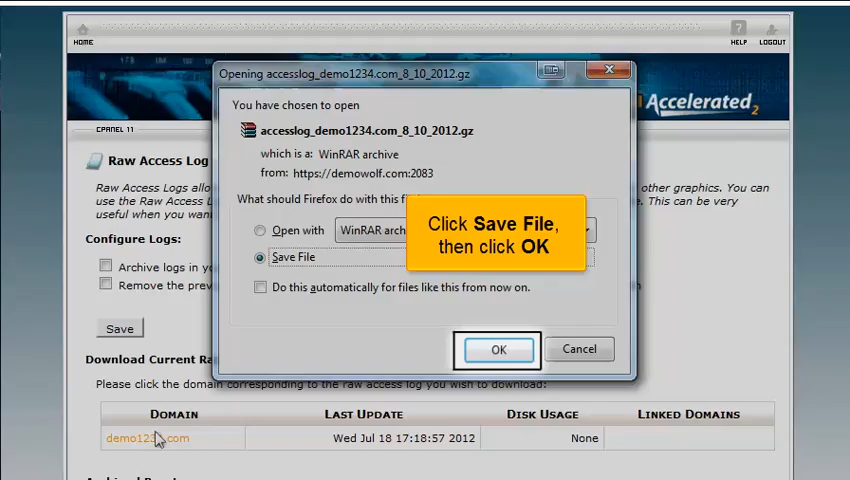 HOME
HELP
LOGOUT
Accelerated2
CPANEL 11
Opening accesslog_demo1234.com_8_10_2012.gz
You have chosen to open
accesslog_demo1234.com_8_10_2012.gz
which is a: WinRAR archive
from: https://demowolf.com:2083
What should Firefox do with this
Open with WinRAR
Save File
Do this automatically for files like this from now on.
OK
Cancel
Click Save File,
then click OK
Raw Access Log
Raw Access Logs allo other graphics. You can
use the Raw Access . This can be very
useful when you want
Configure Logs:
Archive logs in yo
Remove the prev
Save
Download Current Ra
Please click the domain corresponding to the raw access log you wish to download:
DOMAIN LAST UPDATE DISK USAGE LINKED DOMAINS
demo1234.com Wed Jul 18 17:18:57 2012 None